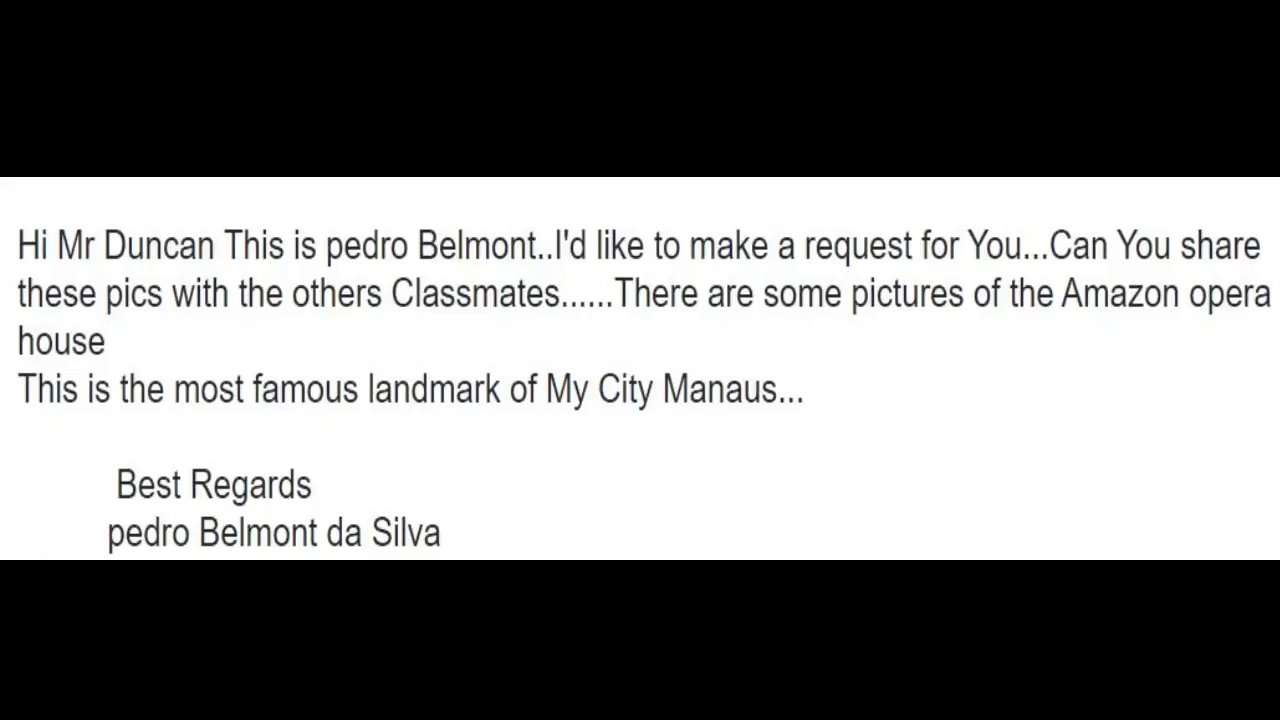 Hi Mr Duncan This is pedro Belmont..I'd like to make a request for You...Can You share
these pics with the others Classmates......There are some pictures of the Amazon opera
house
This is the most famous landmark of My City Manaus...
Best Regards
pedro Belmont da Silva